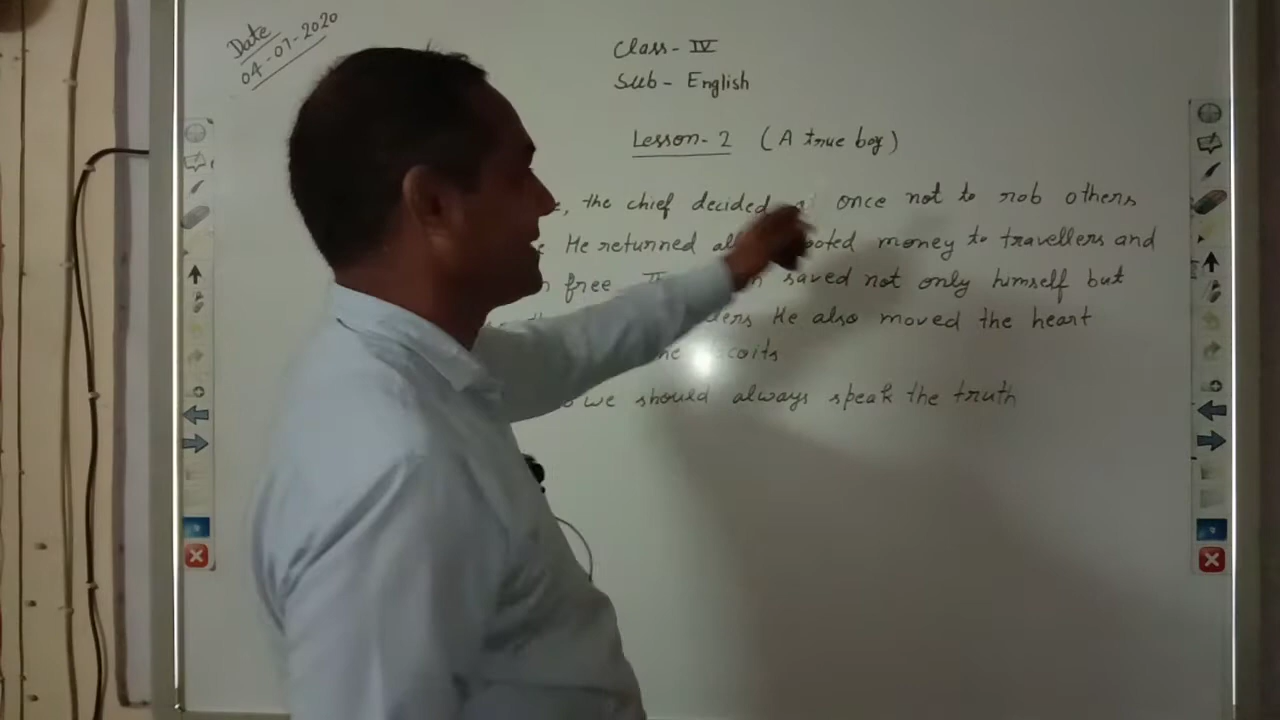 Date
04-07-2020
Class- IV
Sub- English
Lesson-2 (A true boy)
, the chief decided once not to rob others
He returned money to travellers and
free saved not only himself but
He also moved the heart
we should always speak the truth